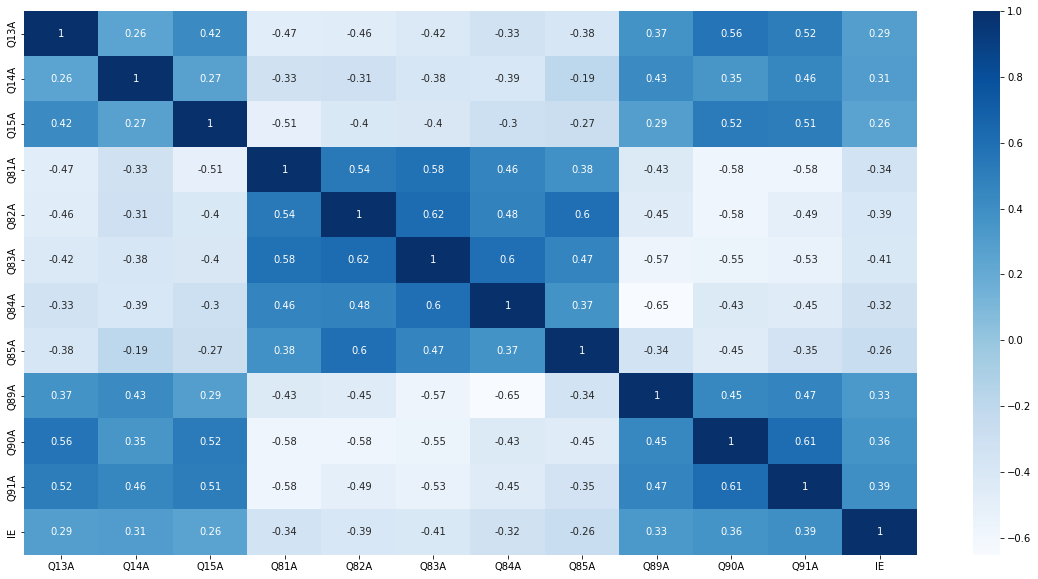 Q13A 1 0.26 0.42 -0.47 -0.46 -0.42 -0.33 -0.38 0.37 0.56 0.52 0.29
Q14A 0.26 1 0.27 -0.33 -0.31 -0.38 -0.39 -0.19 0.43 0.35 0.46 0.31
Q15A 0.42 0.27 1 -0.51 -0.4 -0.4 -0.3 -0.27 0.29 0.52 0.51 0.26
Q81A -0.47 -0.33 -0.51 1 0.54 0.58 0.46 0.38 -0.43 -0.58 -0.58 -0.34
Q82A -0.46 -0.31 -0.4 0.54 1 0.62 0.48 0.6 -0.45 -0.58 -0.49 -0.39
Q83A -0.42 -0.38 -0.4 0.58 0.62 1 0.6 0.47 -0.57 -0.55 -0.53 -0.41
Q84A -0.33 -0.39 -0.3 0.46 0.48 0.6 1 0.37 -0.65 -0.43 -0.45 -0.32
Q85A -0.38 -0.19 -0.27 0.38 0.6 0.47 0.37 1 -0.34 -0.45 -0.35 -0.26
Q89A 0.37 0.43 0.29 -0.43 -0.45 -0.57 -0.65 -0.34 1 0.45 0.47 0.33
Q90A 0.56 0.35 0.52 -0.58 -0.58 -0.55 -0.43 -0.45 0.45 1 0.61 0.36
Q91A 0.52 0.46 0.51 -0.58 -0.49 -0.53 -0.45 -0.35 0.47 0.61 1 0.39
IE 0.29 0.31 0.26 -0.34 -0.39 -0.41 -0.32 -0.26 0.33 0.36 0.39 1
Q13A Q14A Q15A Q81A Q82A Q83A Q84A Q85A Q89A Q90A Q91A IE
1.0
0.8
0.6
0.4
0.2
0.0
−0.2
−0.4
−0.6